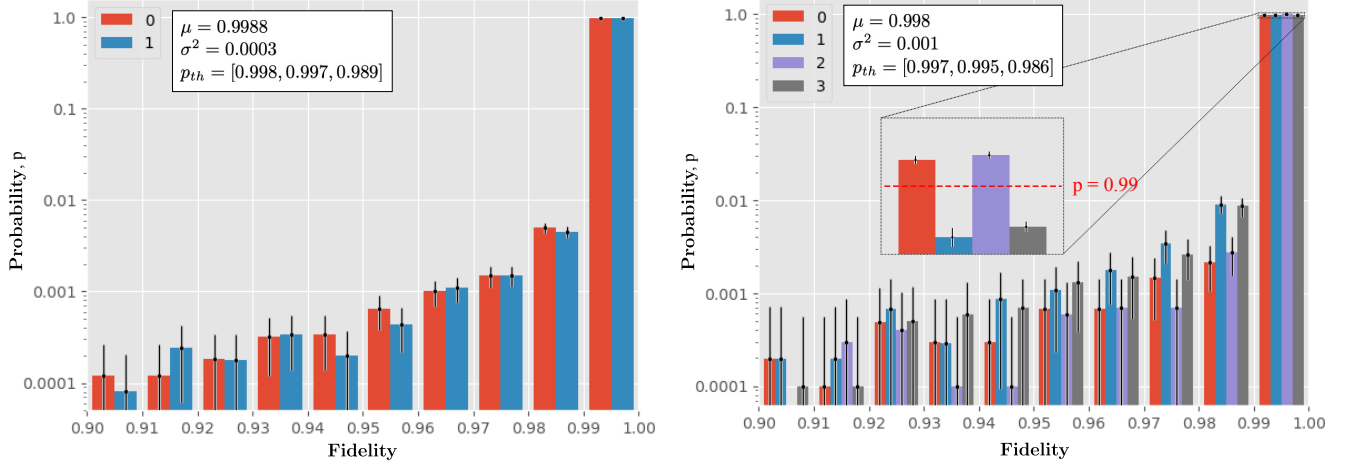 0
1
μ = 0.9988
σ² = 0.0003
pₜₕ = [0.998, 0.997, 0.989]
1.0
0.1
0.01
0.001
0.0001
Probability, p
0.90 0.91 0.92 0.93 0.94 0.95 0.96 0.97 0.98 0.99 1.00
Fidelity
0
1
2
3
μ = 0.998
σ² = 0.001
pₜₕ = [0.997, 0.995, 0.986]
p = 0.99
1.0
0.1
0.01
0.001
0.0001
Probability, p
0.90 0.91 0.92 0.93 0.94 0.95 0.96 0.97 0.98 0.99 1.00
Fidelity